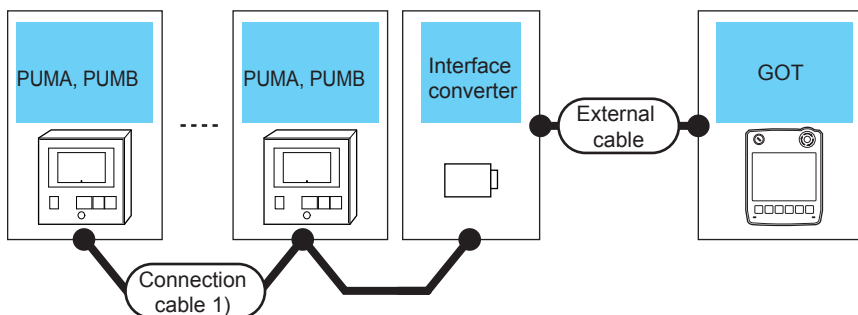 PUMA, PUMB
PUMA, PUMB
Interface
converter
GOT
External
cable
Connection
cable 1)